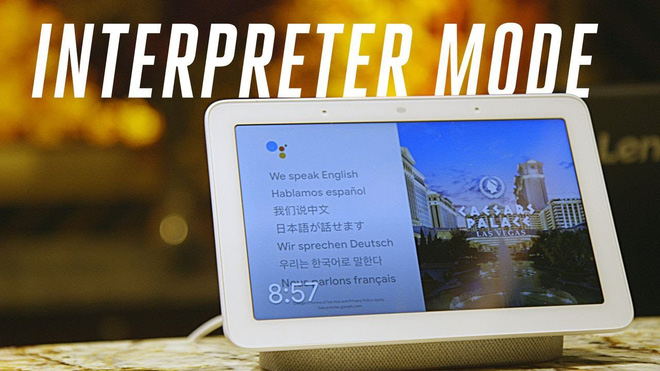 INTERPRETER MODE
We speak English
Hablamos español
我们说中文
日本語が話せます
Wir sprechen Deutsch
우리는 한국어로 말한다
Nous parlons français
8:57
CAESARS
PALACE
LAS VEGAS
Len